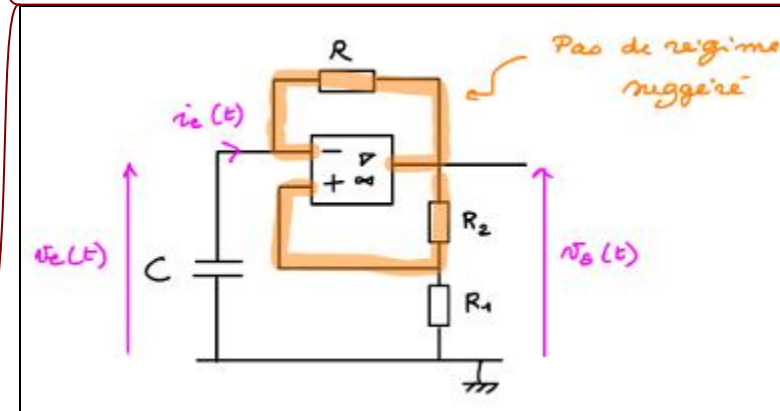 R
Pas de régime
suggéré
ie (t)
-
▷
+
∞
R2
ve(t)
C
vs (t)
R1